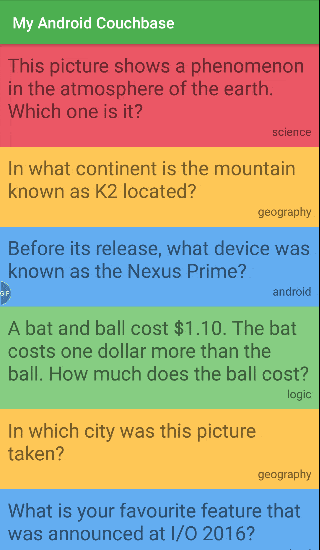 My Android Couchbase
This picture shows a phenomenon
in the atmosphere of the earth.
Which one is it?
science
In what continent is the mountain
known as K2 located?
geography
Before its release, what device was
known as the Nexus Prime?
android
A bat and ball cost $1.10. The bat
costs one dollar more than the
ball. How much does the ball cost?
logic
In which city was this picture
taken?
geography
What is your favourite feature that
was announced at I/O 2016?